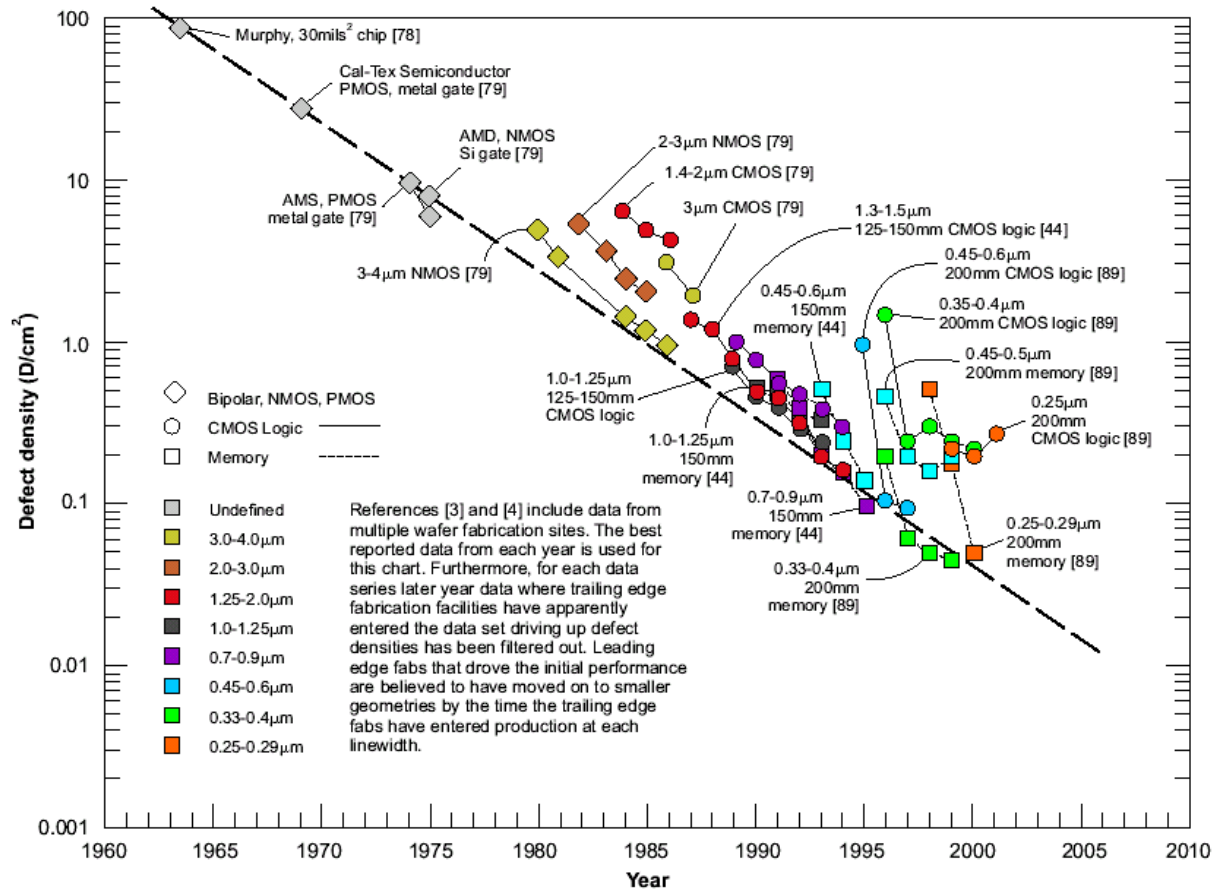 100
10
1.0
0.1
0.01
0.001
Defect density (D/cm²)
1960
1965
1970
1975
1980
1985
1990
1995
2000
2005
2010
Year
Murphy, 30mils² chip [78]
Cal-Tex Semiconductor
PMOS, metal gate [79]
AMD, NMOS
Si gate [79]
AMS, PMOS
metal gate [79]
2-3μm NMOS [79]
1.4-2μm CMOS [79]
3μm CMOS [79]
3-4μm NMOS [79]
1.3-1.5μm
125-150mm CMOS logic [44]
0.45-0.6μm
200mm CMOS logic [89]
0.45-0.6μm
150mm
memory [44]
0.35-0.4μm
200mm CMOS logic [89]
0.45-0.5μm
200mm memory [89]
0.25μm
200mm
CMOS logic [89]
1.0-1.25μm
125-150mm
CMOS logic
1.0-1.25μm
150mm
memory [44]
0.7-0.9μm
150mm
memory [44]
0.33-0.4μm
200mm
memory [89]
0.25-0.29μm
200mm
memory [89]
Bipolar, NMOS, PMOS
CMOS Logic
Memory
Undefined
3.0-4.0μm
2.0-3.0μm
1.25-2.0μm
1.0-1.25μm
0.7-0.9μm
0.45-0.6μm
0.33-0.4μm
0.25-0.29μm
References [3] and [4] include data from
multiple wafer fabrication sites. The best
reported data from each year is used for
this chart. Furthermore, for each data
series later year data where trailing edge
fabrication facilities have apparently
entered the data set driving up defect
densities has been filtered out. Leading
edge fabs that drove the initial performance
are believed to have moved on to smaller
geometries by the time the trailing edge
fabs have entered production at each
linewidth.